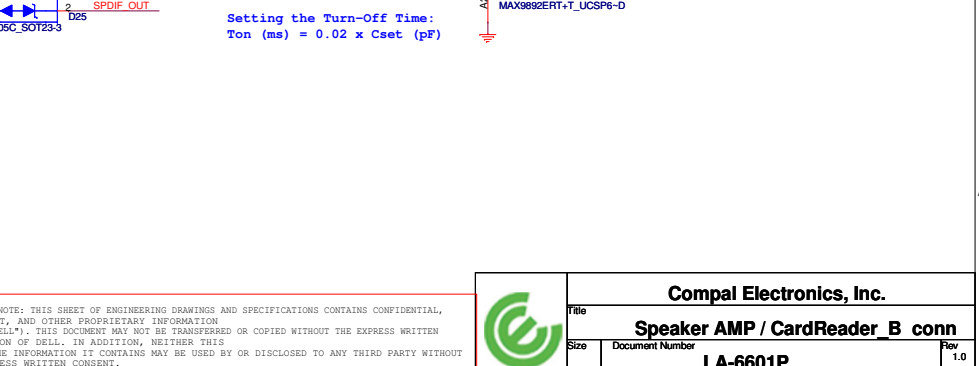 2
SPDIF_OUT
D25
05C_SOT23-3
Setting the Turn-Off Time:
Ton (ms) = 0.02 x Cset (pF)
MAX9892ERT+T_UCSP6~D
NOTE: THIS SHEET OF ENGINEERING DRAWINGS AND SPECIFICATIONS CONTAINS CONFIDENTIAL,
T, AND OTHER PROPRIETARY INFORMATION
ELL"). THIS DOCUMENT MAY NOT BE TRANSFERRED OR COPIED WITHOUT THE EXPRESS WRITTEN
ON OF DELL. IN ADDITION, NEITHER THIS
E INFORMATION IT CONTAINS MAY BE USED BY OR DISCLOSED TO ANY THIRD PARTY WITHOUT
ESS WRITTEN CONSENT.
Compal Electronics, Inc.
Title
Speaker AMP / CardReader_B conn
Size
Document Number
Rev
LA-6601P
1.0